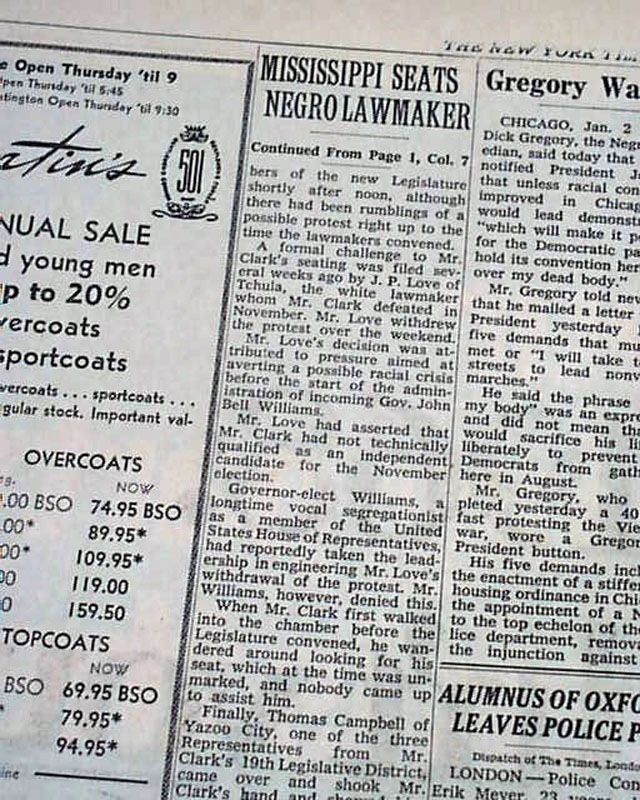 THE NEW YORK TIM
e Open Thursday 'til 9
pen Thursday 'til 5:45
ntington Open Thursday 'til 9:30
tin's
501
NUAL SALE
d young men
p to 20%
vercoats
sportcoats
vercoats . . . sportcoats . . .
gular stock. Important val-
OVERCOATS
NOW
.00 BSO 74.95 BSO
.00* 89.95*
00* 109.95*
00 119.00
0 159.50
TOPCOATS
NOW
BSO 69.95 BSO
* 79.95*
94.95*
ine
MISSISSIPPI SEATS
NEGRO LAWMAKER
Continued From Page 1, Col. 7
bers of the new Legislature
shortly after noon, although
there had been rumblings of a
possible protest right up to the
time the lawmakers convened.
A formal challenge to Mr.
Clark's seating was filed sev-
eral weeks ago by J. P. Love of
Tchula, the white lawmaker
whom Mr. Clark defeated in
November. Mr. Love withdrew
the protest over the weekend.
Mr. Love's decision was at-
tributed to pressure aimed at
averting a possible racial crisis
before the start of the admin-
istration of incoming Gov. John
Bell Williams.
Mr. Love had asserted that
Mr. Clark had not technically
qualified as an independent
candidate for the November
election.
Governor-elect Williams, a
longtime vocal segregationist
as a member of the United
States House of Representatives,
had reportedly taken the lead-
ership in engineering Mr. Love's
withdrawal of the protest. Mr.
Williams, however, denied this.
When Mr. Clark first walked
into the chamber before the
Legislature convened, he wan-
dered around looking for his
seat, which at the time was un-
marked, and nobody came up
to assist him.
Finally, Thomas Campbell of
Yazoo City, one of the three
Representatives from Mr.
Clark's 19th Legislative District,
came over and shook Mr.
Clark's hand and
Gregory Wa
CHICAGO, Jan. 2
Dick Gregory, the Neg
edian, said today that
notified President J
that unless racial con
improved in Chicag
would lead demonst
"which will make it p
for the Democratic pa
hold its convention her
over my dead body."
Mr. Gregory told nev
that he mailed a letter
President yesterday
five demands that mu
met or "I will take t
streets to lead nonv
marches."
He said the phrase
my body" was an expr
and did not mean th
would sacrifice his li
liberately to prevent
Democrats from gath
here in August.
Mr. Gregory, who
pleted yesterday a 40
fast protesting the Vie
war, wore a Gregor
President button.
His five demands incl
the enactment of a stiffe
housing ordinance in Chi
the appointment of a N
to the top echelon of th
lice department, remova
the injunction against
ALUMNUS OF OXFO
LEAVES POLICE P
Dispatch of The Times, Londo
LONDON — Police Con
Erik Meyer, 23 years